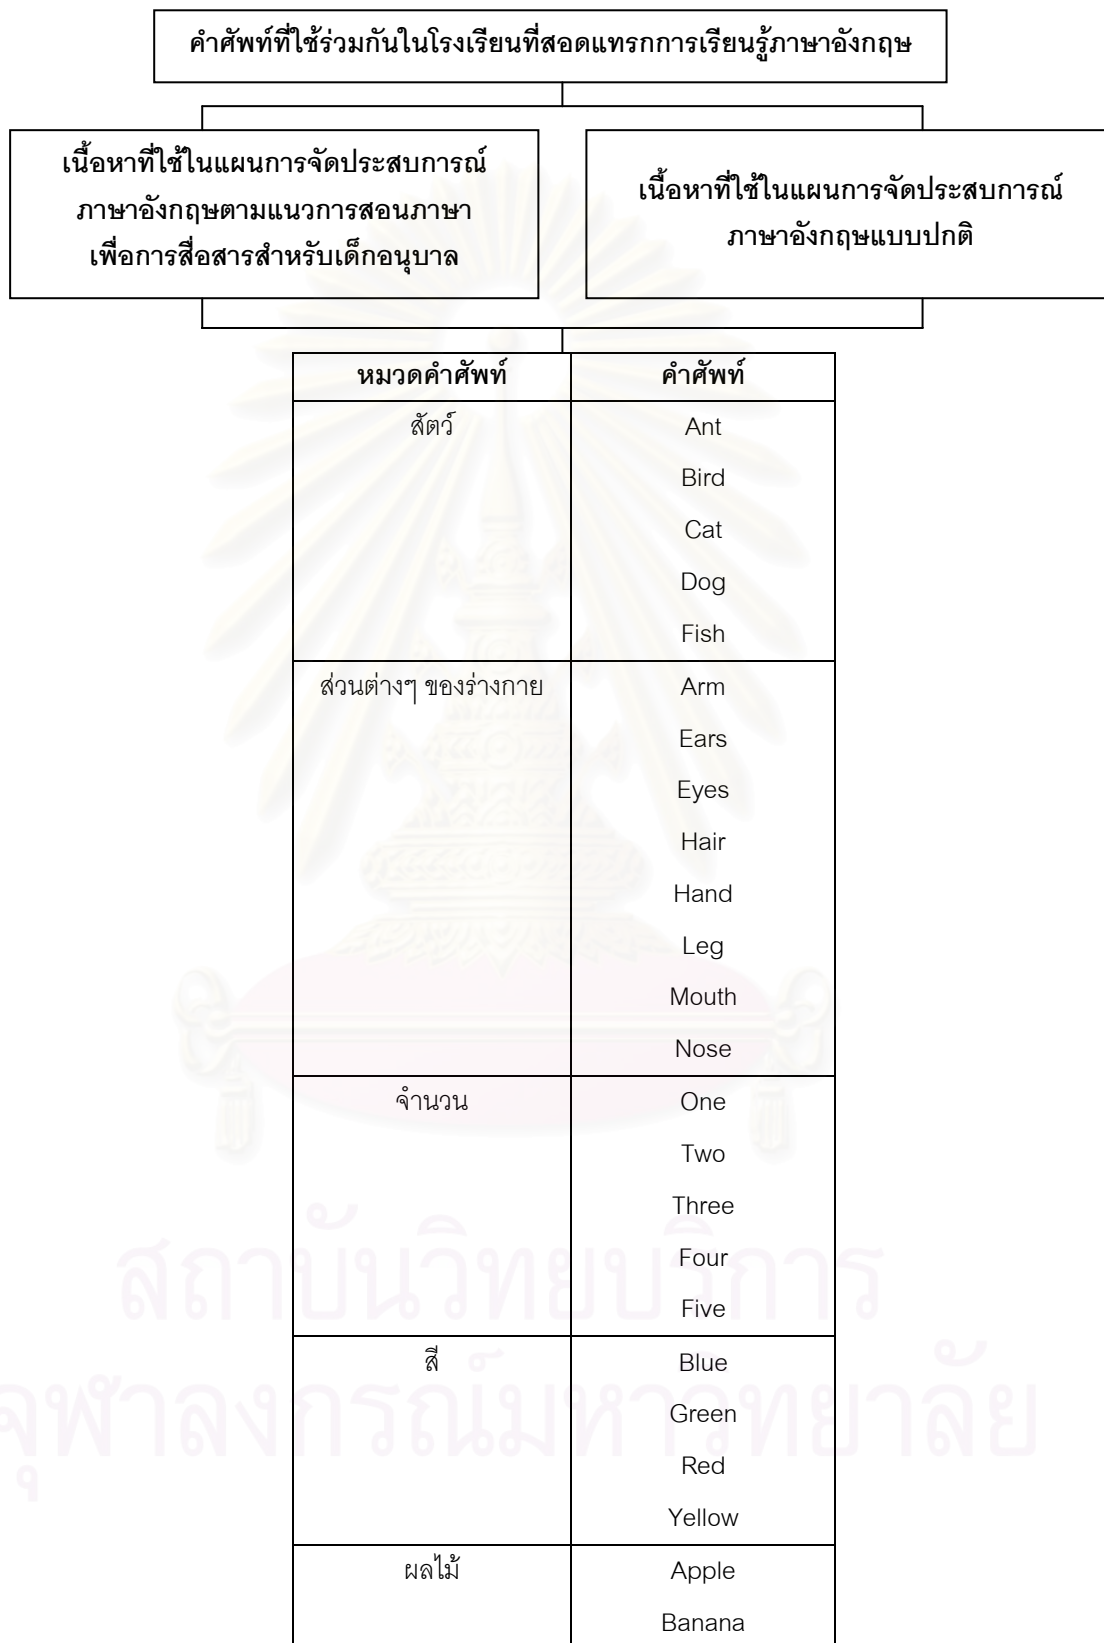 คำศัพท์ที่ใช้ร่วมกันในโรงเรียนที่สอดแทรกการเรียนรู้ภาษาอังกฤษ
เนื้อหาที่ใช้ในแผนการจัดประสบการณ์
ภาษาอังกฤษตามแนวการสอนภาษา
เพื่อการสื่อสารสำหรับเด็กอนุบาล
เนื้อหาที่ใช้ในแผนการจัดประสบการณ์
ภาษาอังกฤษแบบปกติ
หมวดคำศัพท์ คำศัพท์
สัตว์ Ant
Bird
Cat
Dog
Fish
ส่วนต่างๆ ของร่างกาย Arm
Ears
Eyes
Hair
Hand
Leg
Mouth
Nose
จำนวน One
Two
Three
Four
Five
สี Blue
Green
Red
Yellow
ผลไม้ Apple
Banana
สถาบันวิทยบริการ
จุฬาลงกรณ์มหาวิทยาลัย